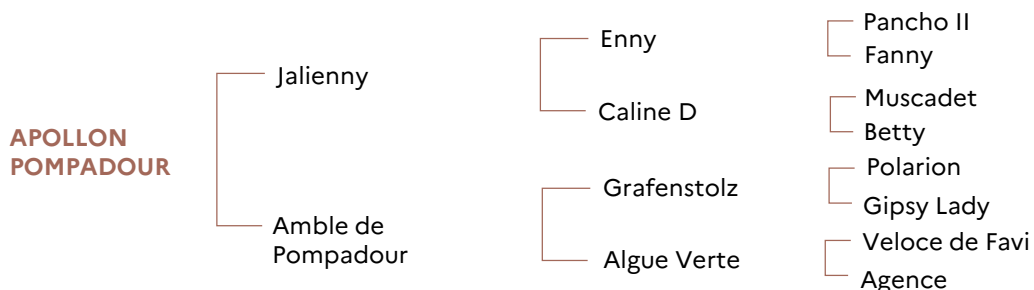 APOLLON
POMPADOUR
Jalienny
Amble de
Pompadour
Enny
Caline D
Grafenstolz
Algue Verte
Pancho II
Fanny
Muscadet
Betty
Polarion
Gipsy Lady
Veloce de Favi
Agence